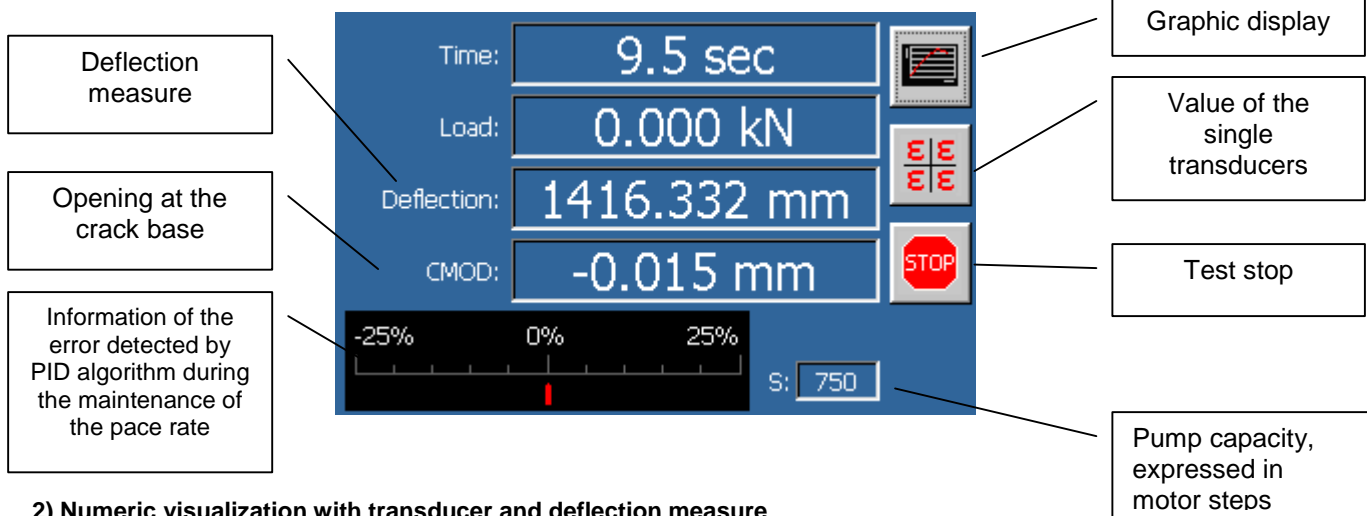 Deflection
measure
Opening at the
crack base
Information of the
error detected by
PID algorithm during
the maintenance of
the pace rate
Time: 9.5 sec
Load: 0.000 kN
Deflection: 1416.332 mm
CMOD: -0.015 mm
-25% 0% 25%
S: 750
ε ε
ε ε
STOP
Graphic display
Value of the
single
transducers
Test stop
Pump capacity,
expressed in
motor steps
2) Numeric visualization with transducer and deflection measure